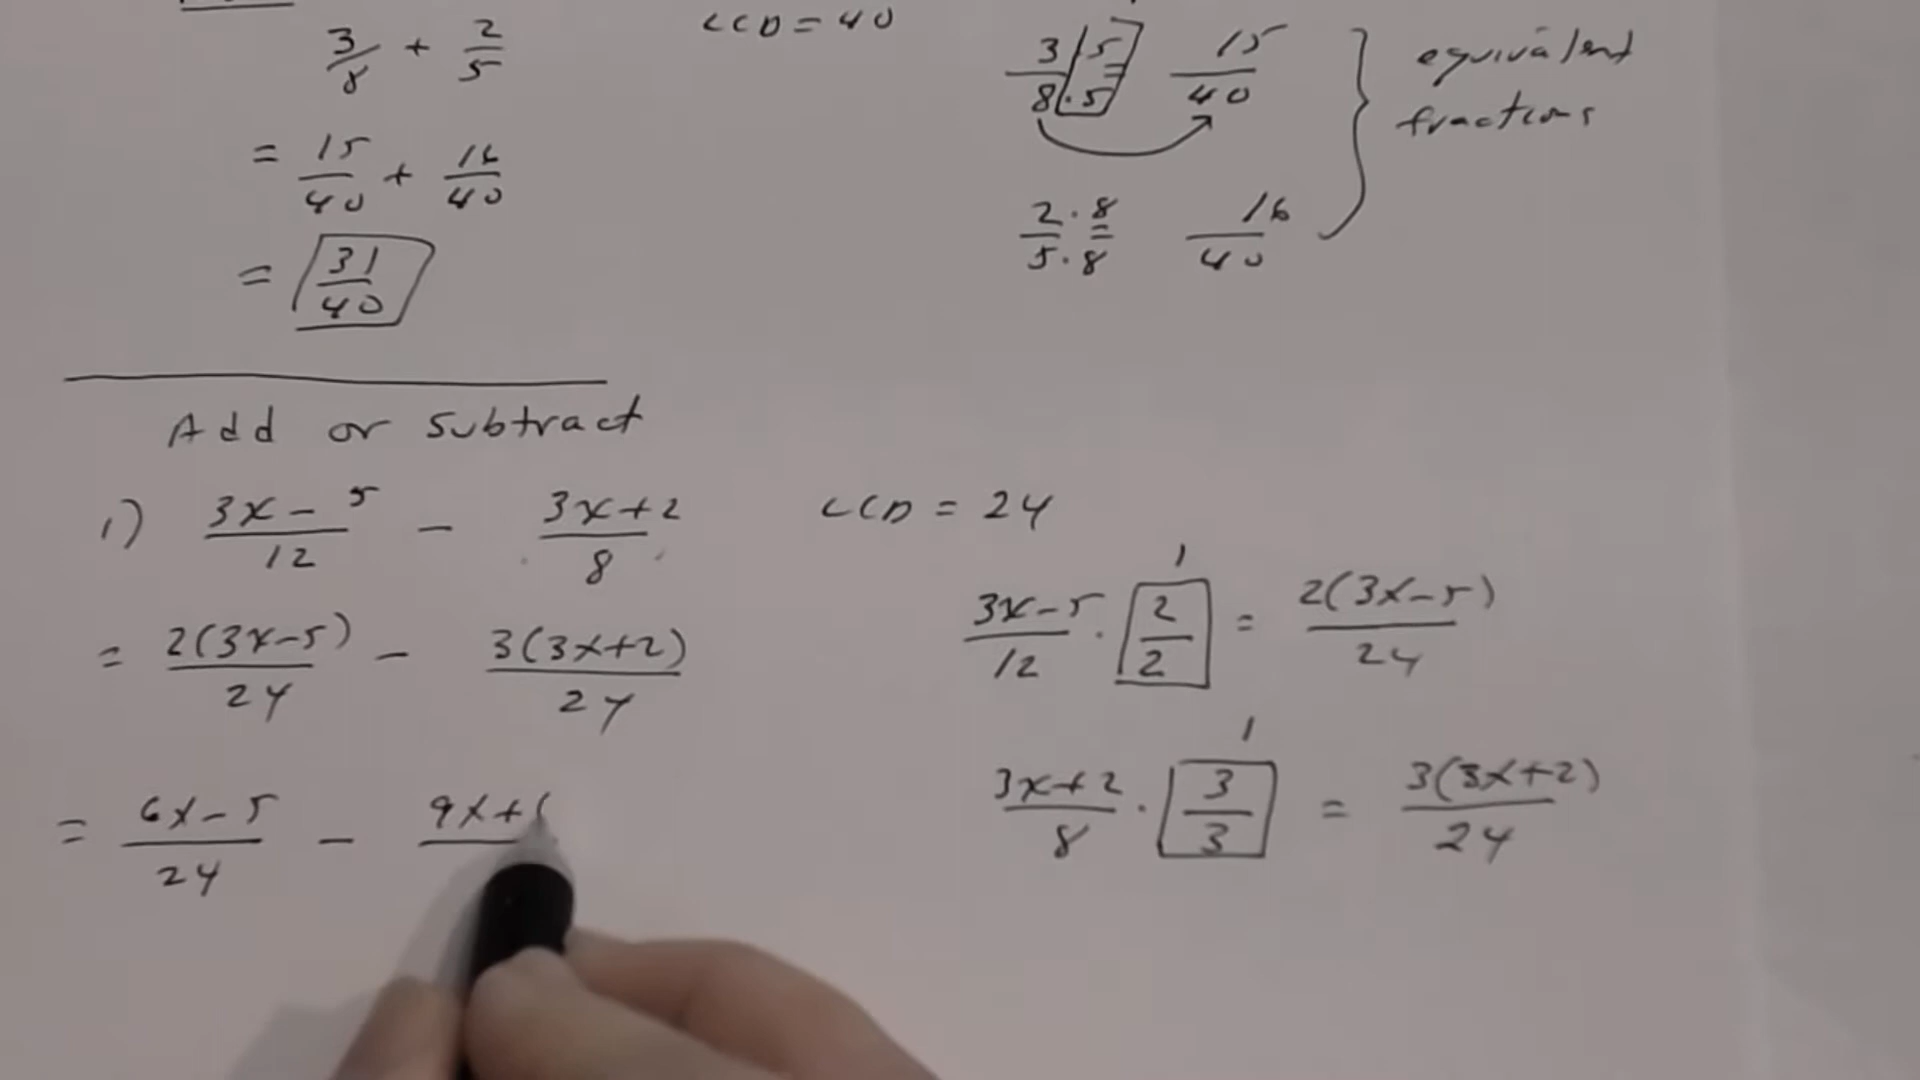 3/8 + 2/5
LCD = 40
3/8 · 5/5 = 15/40
equivalent
fractions
= 15/40 + 16/40
2/5 · 8/8 = 16/40
= 31/40
Add or subtract
1) (3x - 5)/12 - (3x+2)/8
LCD = 24
1
(3x-5)/12 · 2/2 = 2(3x-5)/24
= 2(3x-5)/24 - 3(3x+2)/24
1
(3x+2)/8 · 3/3 = 3(3x+2)/24
= (6x-5)/24 - 9x+